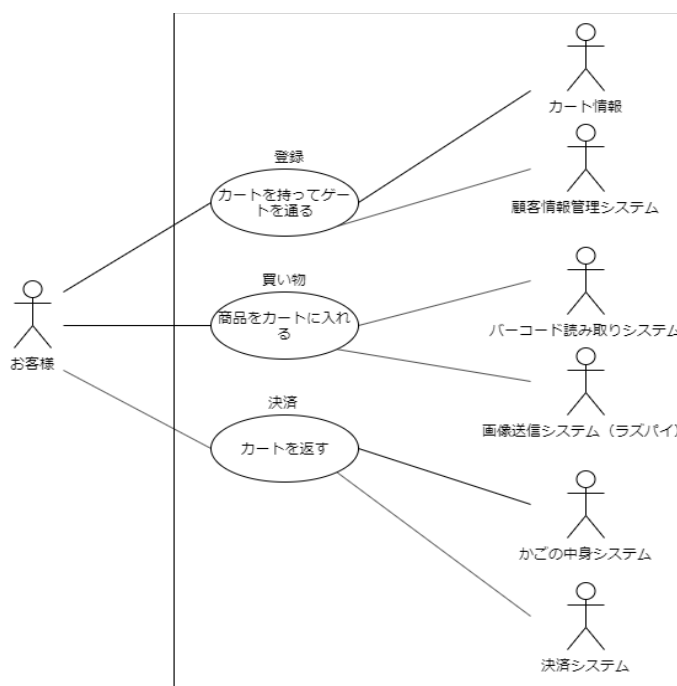 カート情報
登録
カートを持ってゲー
トを通る
顧客情報管理システム
買い物
商品をカートに入れ
る
バーコード読み取りシステム
お客様
決済
画像送信システム（ラズパイ）
カートを返す
かごの中身システム
決済システム